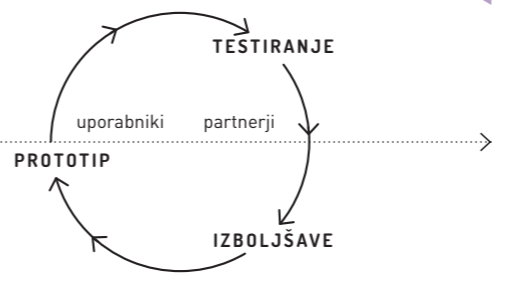 TESTIRANJE
uporabniki partnerji
PROTOTIP
IZBOLJŠAVE